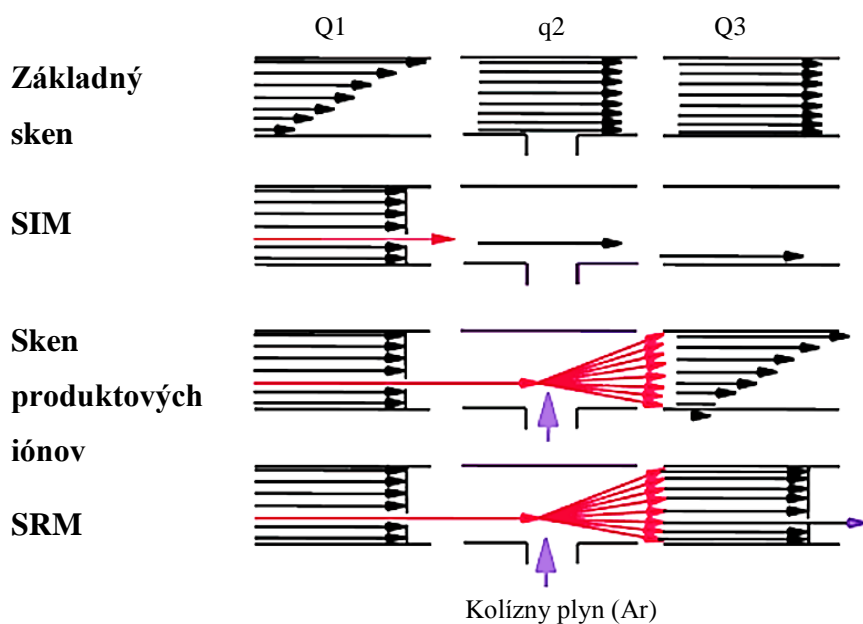 Q1 q2 Q3
Základný
sken
SIM
Sken
produktových
iónov
SRM
Kolízny plyn (Ar)